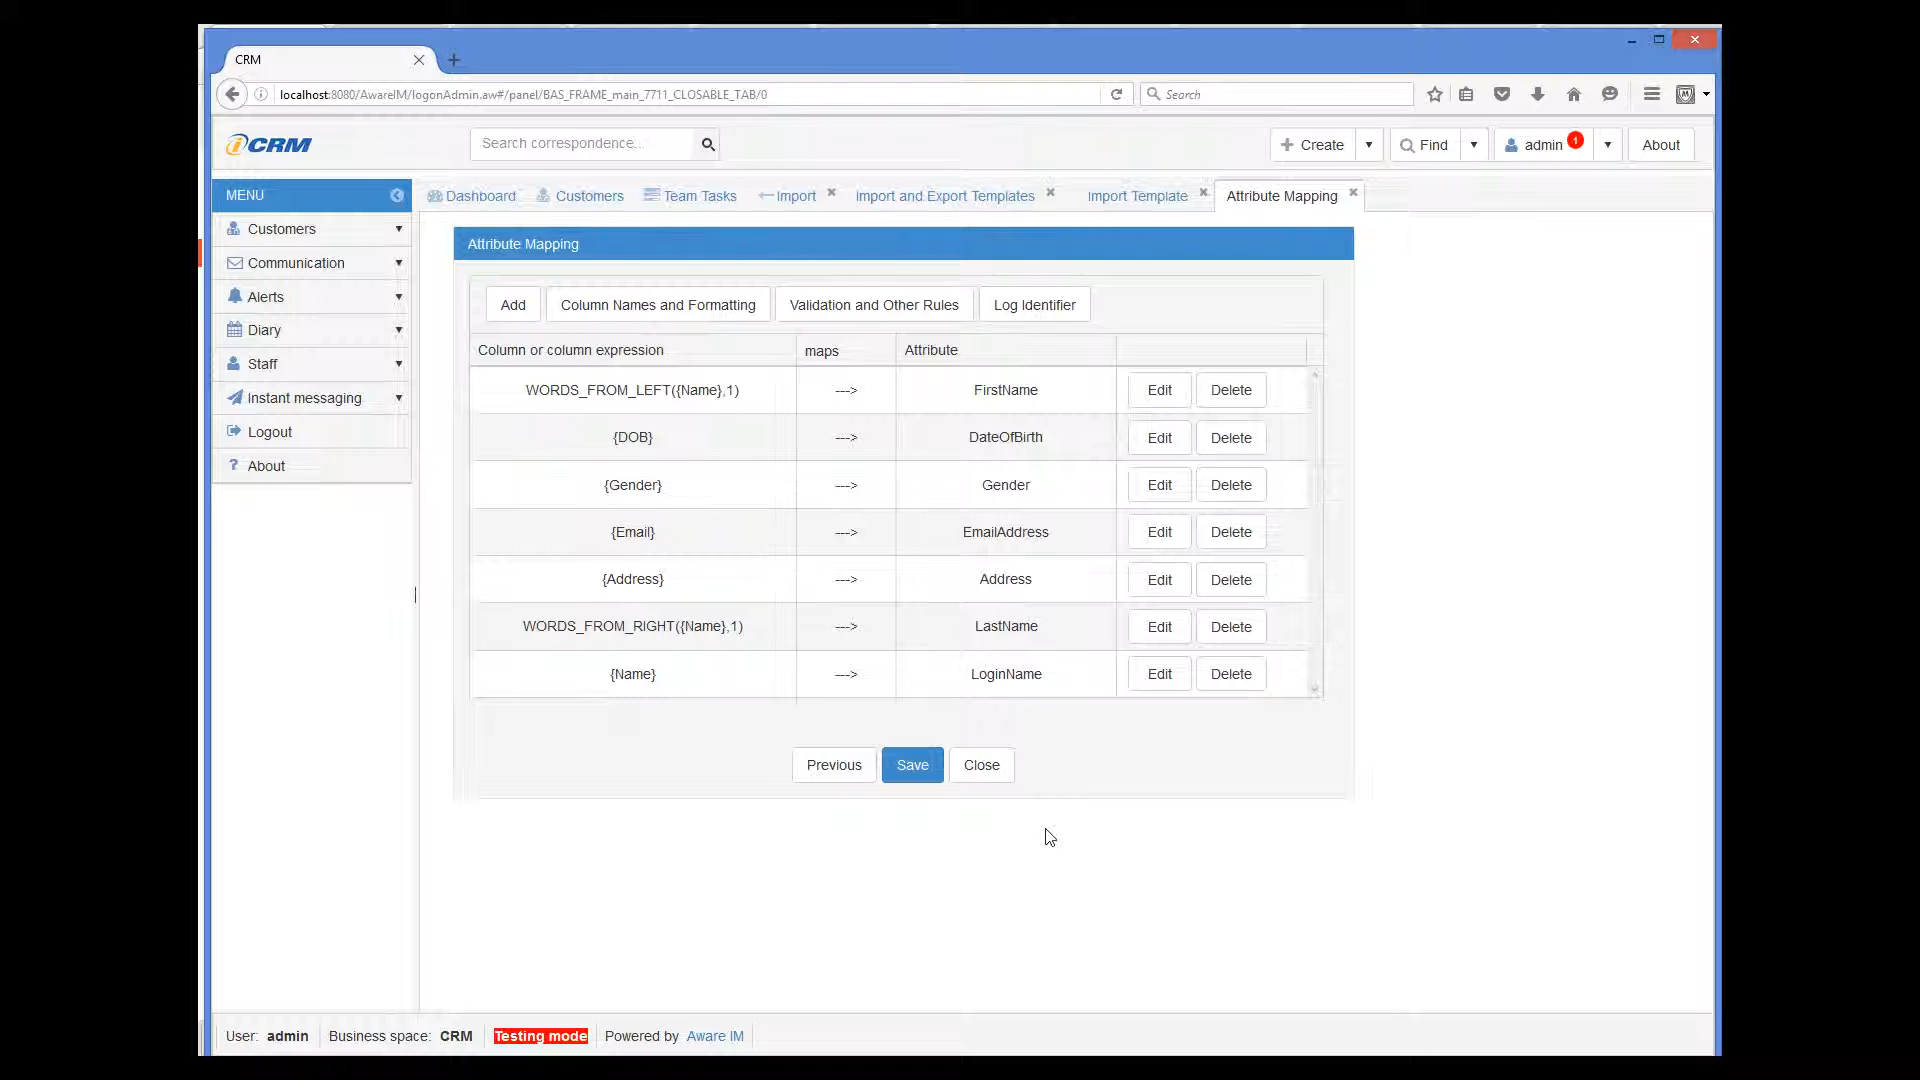 CRM
localhost:8080/AwareIM/logonAdmin.aw#/panel/BAS_FRAME_main_7711_CLOSABLE_TAB/0
Search
CRM
Search correspondence...
Create
Find
admin
1
About
MENU
Dashboard
Customers
Team Tasks
Import
Import and Export Templates
Import Template
Attribute Mapping
Customers
Communication
Alerts
Diary
Staff
Instant messaging
Logout
About
Attribute Mapping
Add
Column Names and Formatting
Validation and Other Rules
Log Identifier
Column or column expression maps Attribute
WORDS_FROM_LEFT({Name},1) ---> FirstName Edit Delete
{DOB} ---> DateOfBirth Edit Delete
{Gender} ---> Gender Edit Delete
{Email} ---> EmailAddress Edit Delete
{Address} ---> Address Edit Delete
WORDS_FROM_RIGHT({Name},1) ---> LastName Edit Delete
{Name} ---> LoginName Edit Delete
Previous
Save
Close
User: admin
Business space: CRM
Testing mode
Powered by Aware IM